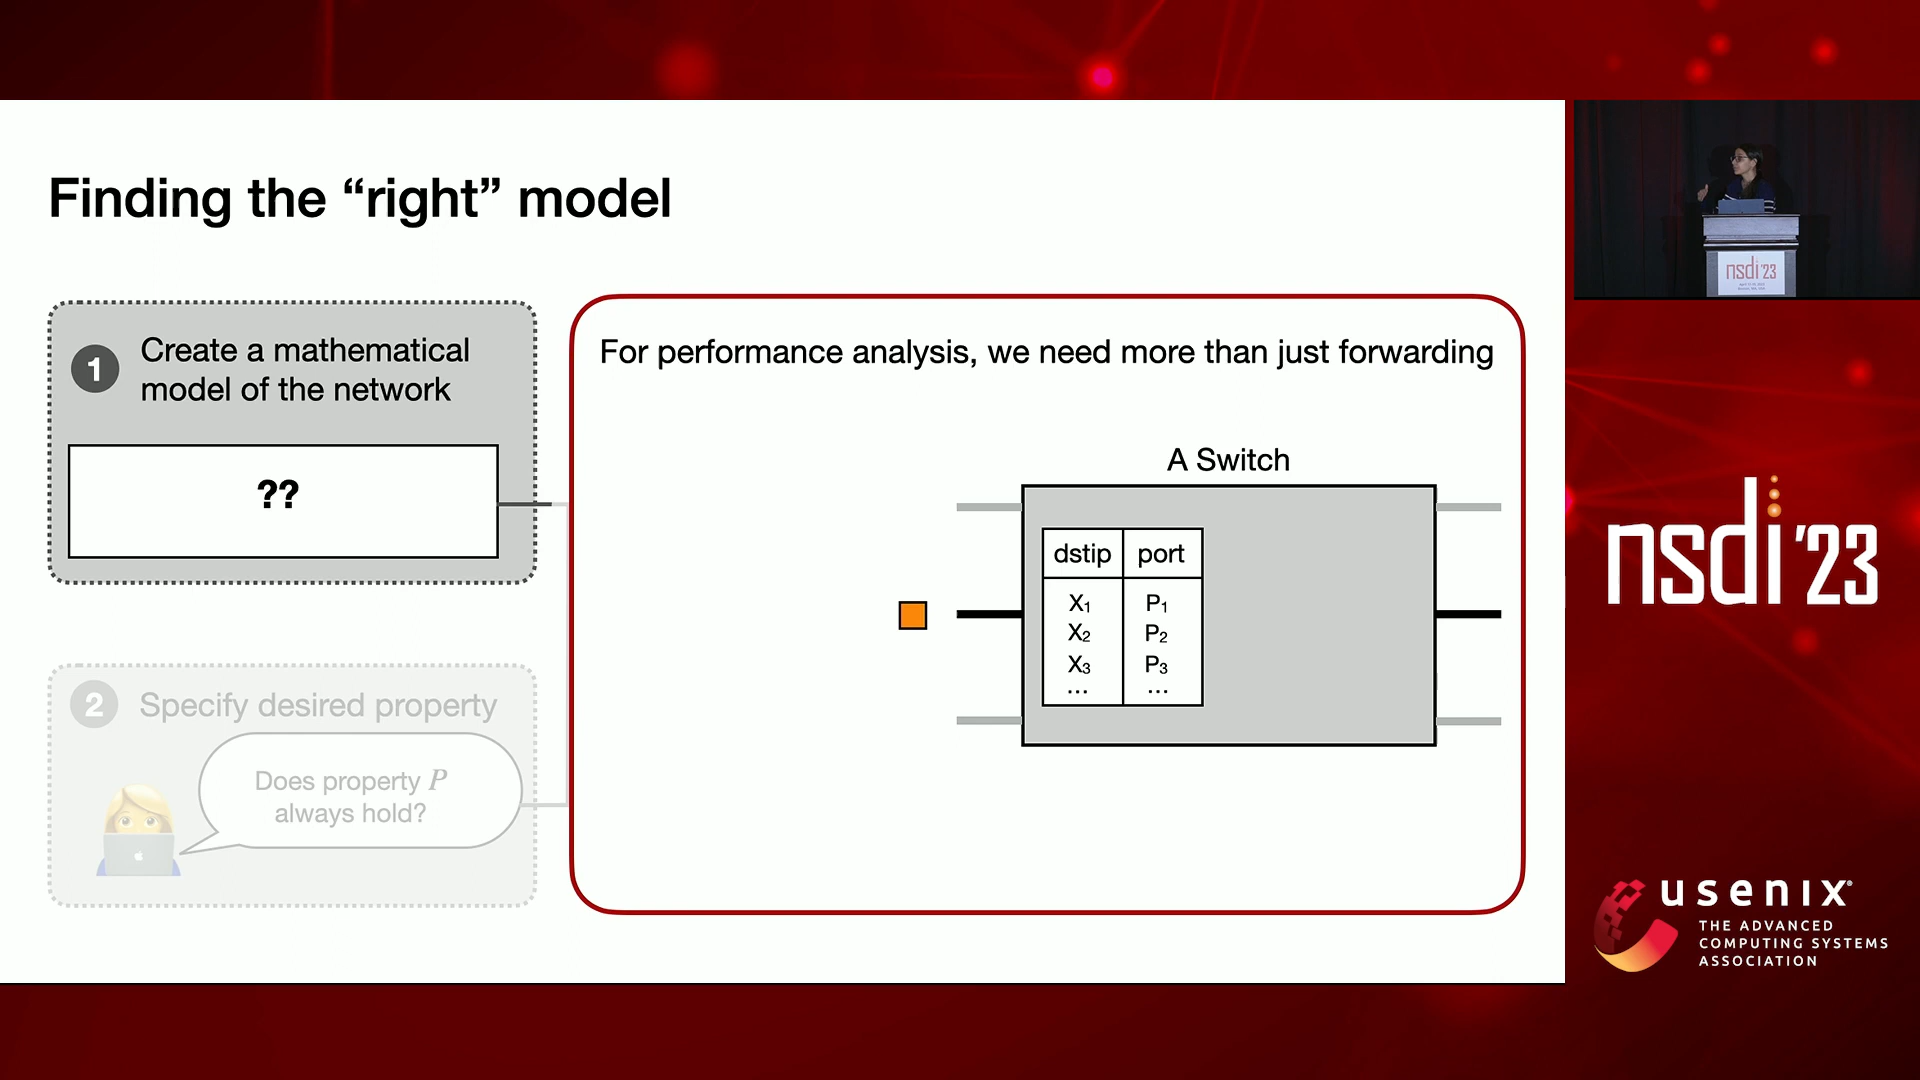 Finding the “right” model
1
Create a mathematical
model of the network
??
2
Specify desired property
Does property P
always hold?
For performance analysis, we need more than just forwarding
A Switch
dstip port
X₁ P₁
X₂ P₂
X₃ P₃
... ...
nsdi '23
nsdi '23
usenix®
THE ADVANCED
COMPUTING SYSTEMS
ASSOCIATION